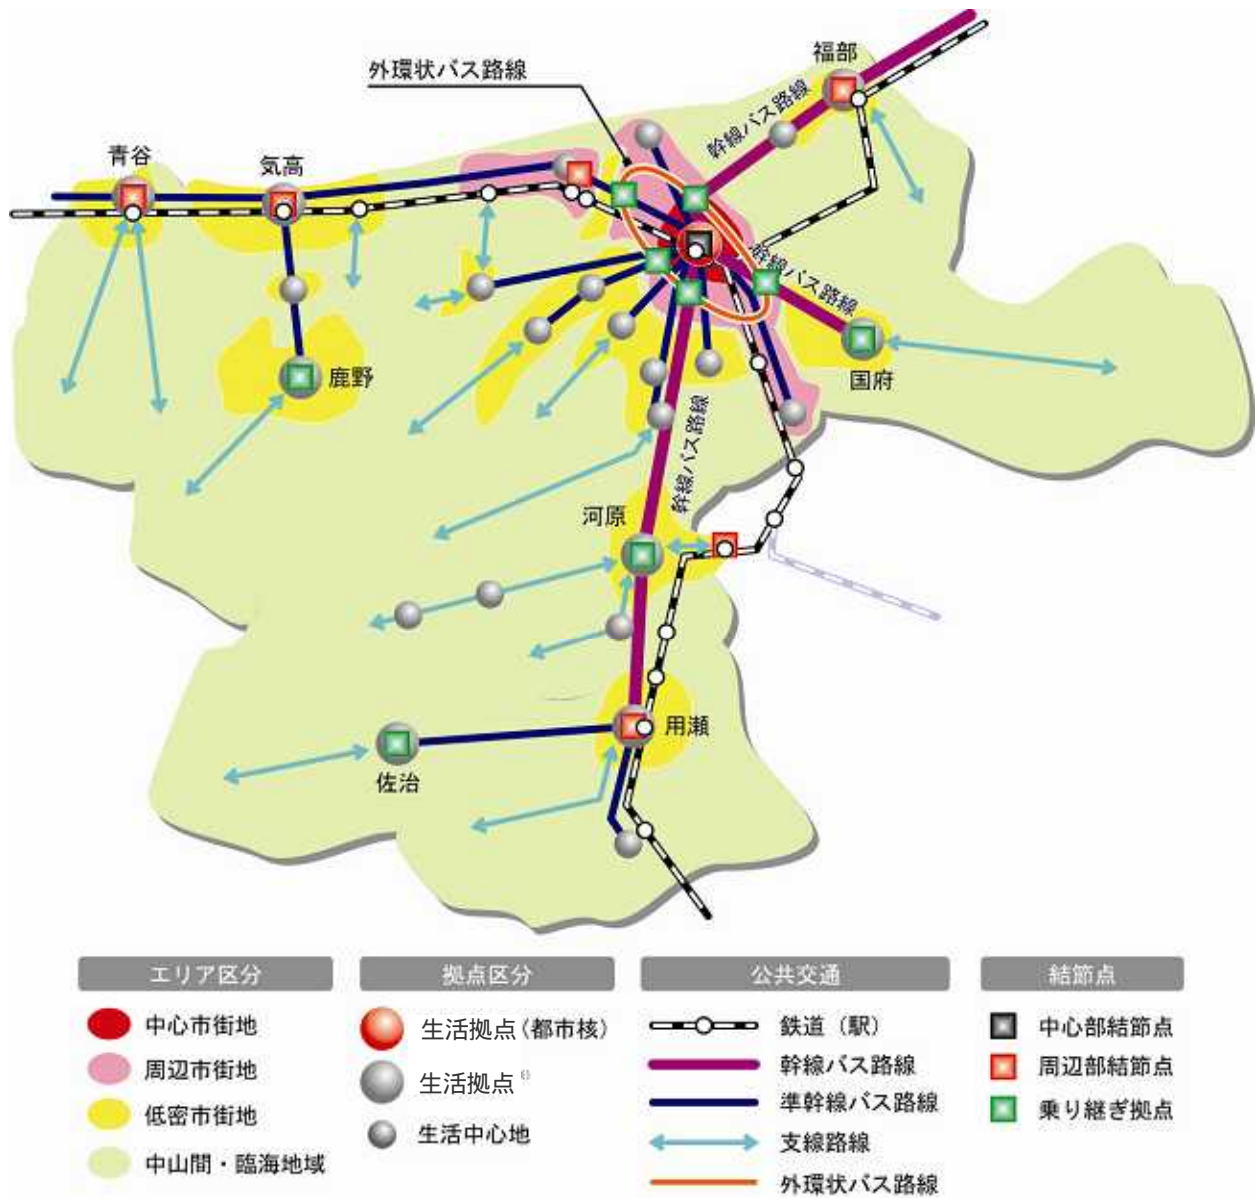 福部
外環状バス路線
幹線バス路線
青谷
気高
幹線バス路線
鹿野
国府
幹線バス路線
河原
用瀬
佐治
エリア区分
中心市街地
周辺市街地
低密市街地
中山間・臨海地域
拠点区分
生活拠点(都市核)
生活拠点
生活中心地
公共交通
鉄道(駅)
幹線バス路線
準幹線バス路線
支線路線
外環状バス路線
結節点
中心部結節点
周辺部結節点
乗り継ぎ拠点